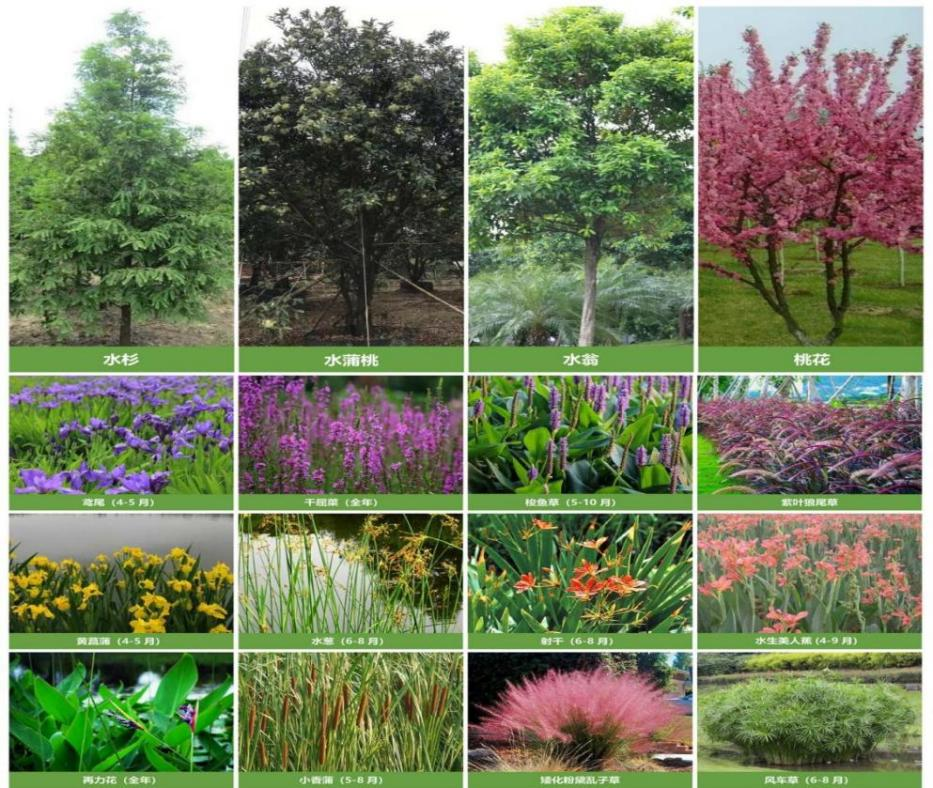 水杉
水蒲桃
水翁
桃花
鸢尾（4-5 月）
千屈菜（全年）
梭鱼草（5-10 月）
紫叶狼尾草
黄菖蒲（4-5 月）
水葱（6-8 月）
射干（6-8 月）
水生美人蕉（4-9 月）
再力花（全年）
小香蒲（5-8 月）
矮化粉黛乱子草
风车草（6-8 月）